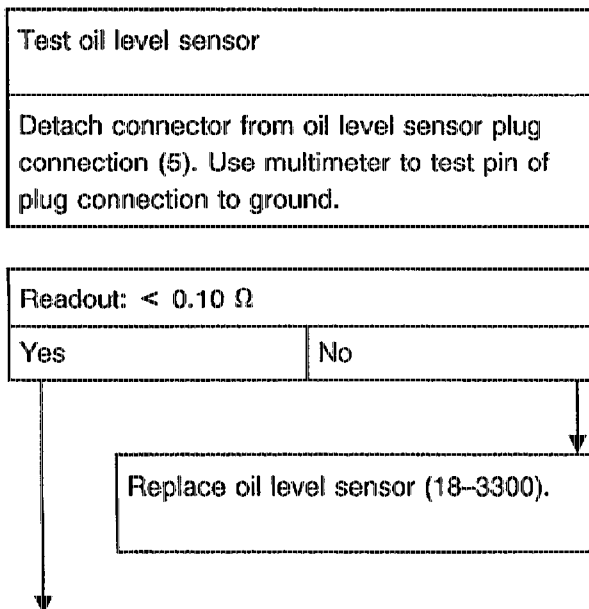 Test oil level sensor
Detach connector from oil level sensor plug
connection (5). Use multimeter to test pin of
plug connection to ground.
Readout: < 0.10 Ω
Yes
No
Replace oil level sensor (18–3300).